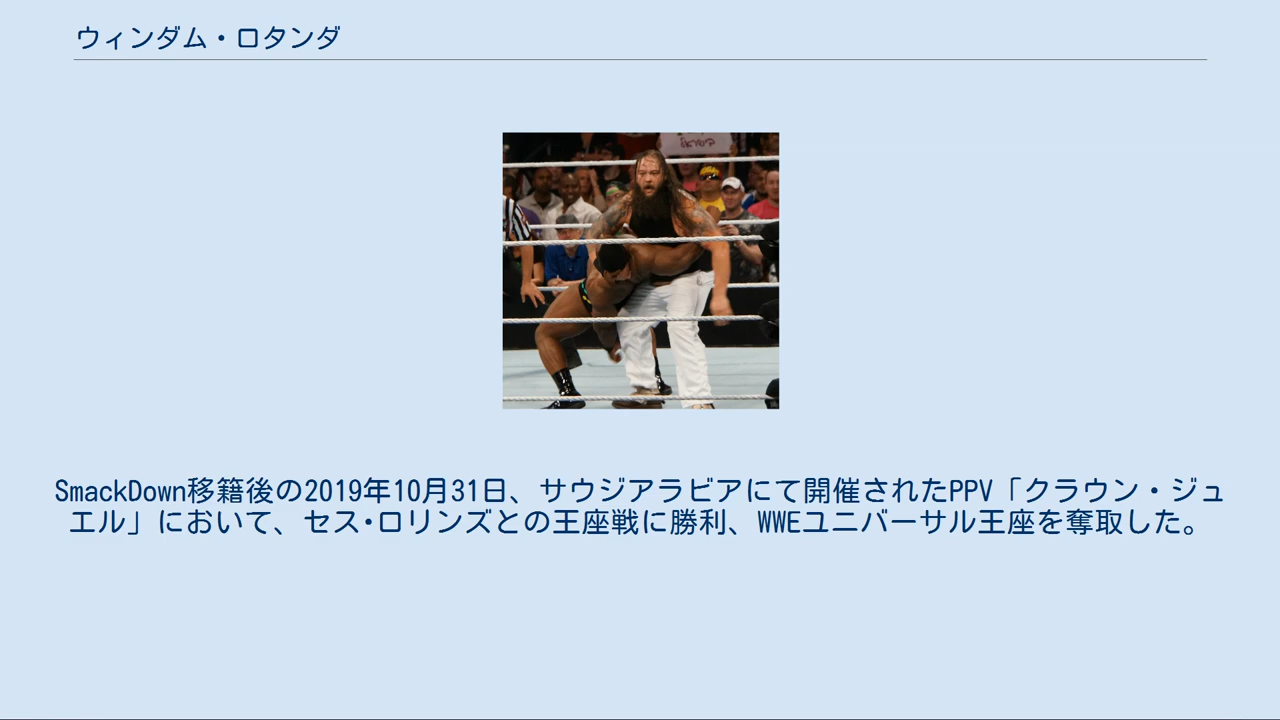 ウィンダム・ロタンダ
SmackDown移籍後の2019年10月31日、サウジアラビアにて開催されたPPV「クラウン・ジュ
エル」において、セス・ロリンズとの王座戦に勝利、WWEユニバーサル王座を奪取した。